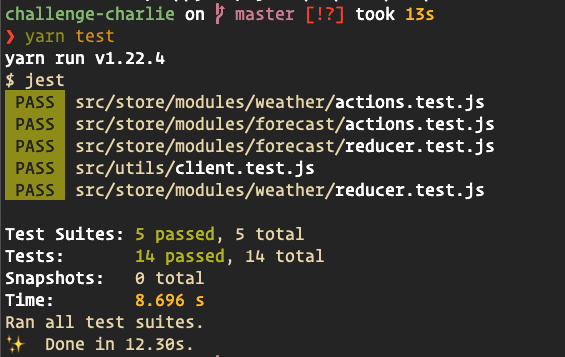 challenge-charlie on master [!?] took 13s
❯ yarn test
yarn run v1.22.4
$ jest
PASS src/store/modules/weather/actions.test.js
PASS src/store/modules/forecast/actions.test.js
PASS src/store/modules/forecast/reducer.test.js
PASS src/utils/client.test.js
PASS src/store/modules/weather/reducer.test.js
Test Suites: 5 passed, 5 total
Tests: 14 passed, 14 total
Snapshots: 0 total
Time: 8.696 s
Ran all test suites.
✨ Done in 12.30s.